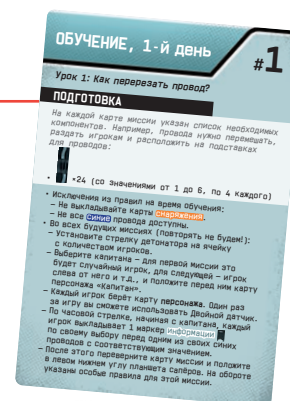 ОБУЧЕНИЕ, 1-й день
#1
Урок 1: Как перерезать провод?
ПОДГОТОВКА
На каждой карте миссии указан список необходимых
компонентов. Например, провода нужно перемешать,
раздать игрокам и расположить на подставках
для проводов:
• ×24 (со значениями от 1 до 6, по 4 каждого)
• Исключения из правил на время обучения:
– Не выкладывайте карты снаряжения.
– Не все синие провода доступны.
• Во всех будущих миссиях (повторять не будем!):
– Установите стрелку детонатора на ячейку
с количеством игроков.
– Выберите капитана – для первой миссии это
будет случайный игрок, для следующей – игрок
слева от него и т.д., и положите перед ним карту
персонажа «Капитан».
– Каждый игрок берёт карту персонажа. Один раз
за игру вы сможете использовать Двойной датчик.
– По часовой стрелке, начиная с капитана, каждый
игрок выкладывает 1 маркер информации
по своему выбору перед одним из своих синих
проводов с соответствующим значением.
– После этого переверните карту миссии и положите
в левом нижнем углу планшета сапёров. На обороте
указаны особые правила для этой миссии.